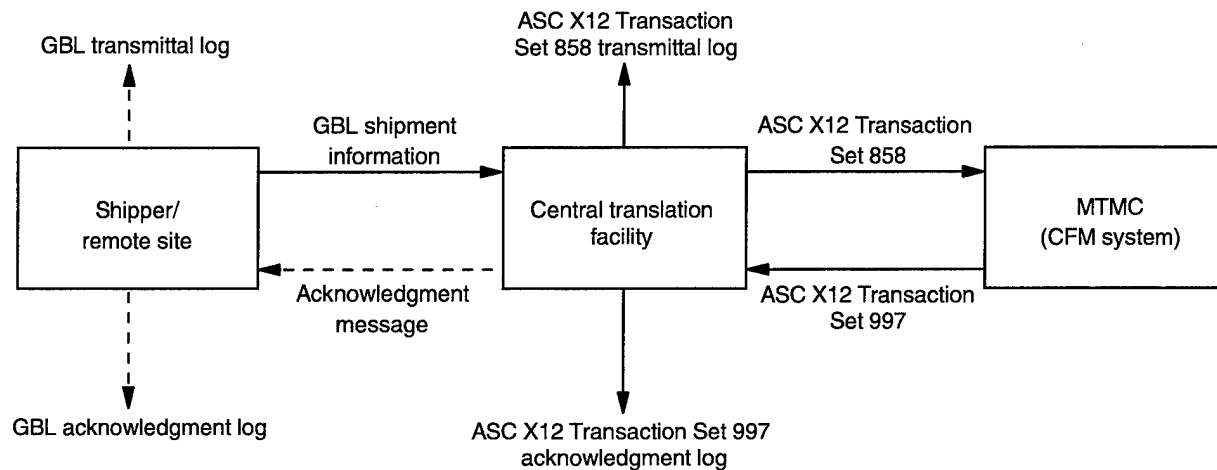 GBL transmittal log
ASC X12 Transaction
Set 858 transmittal log
GBL shipment
information
ASC X12 Transaction
Set 858
Shipper/
remote site
Central translation
facility
MTMC
(CFM system)
Acknowledgment
message
ASC X12 Transaction
Set 997
GBL acknowledgment log
ASC X12 Transaction Set 997
acknowledgment log